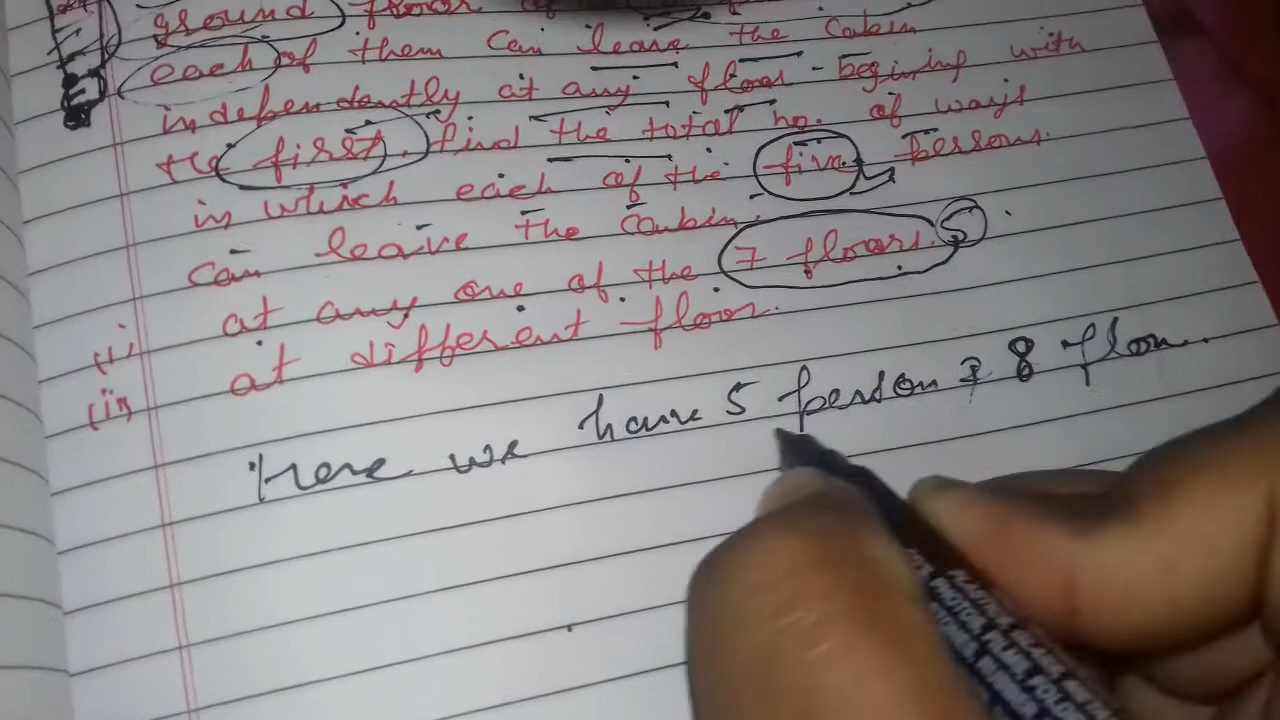 ground floor of
each of them can leave the cabin
independently at any floor - beginning with
the first. find the total no. of ways
in which each of the five persons
can leave the cabin.
(i) at any one of the 7 floors. 5
(ii) at different floor.
Here we have 5 person & 8 floor.